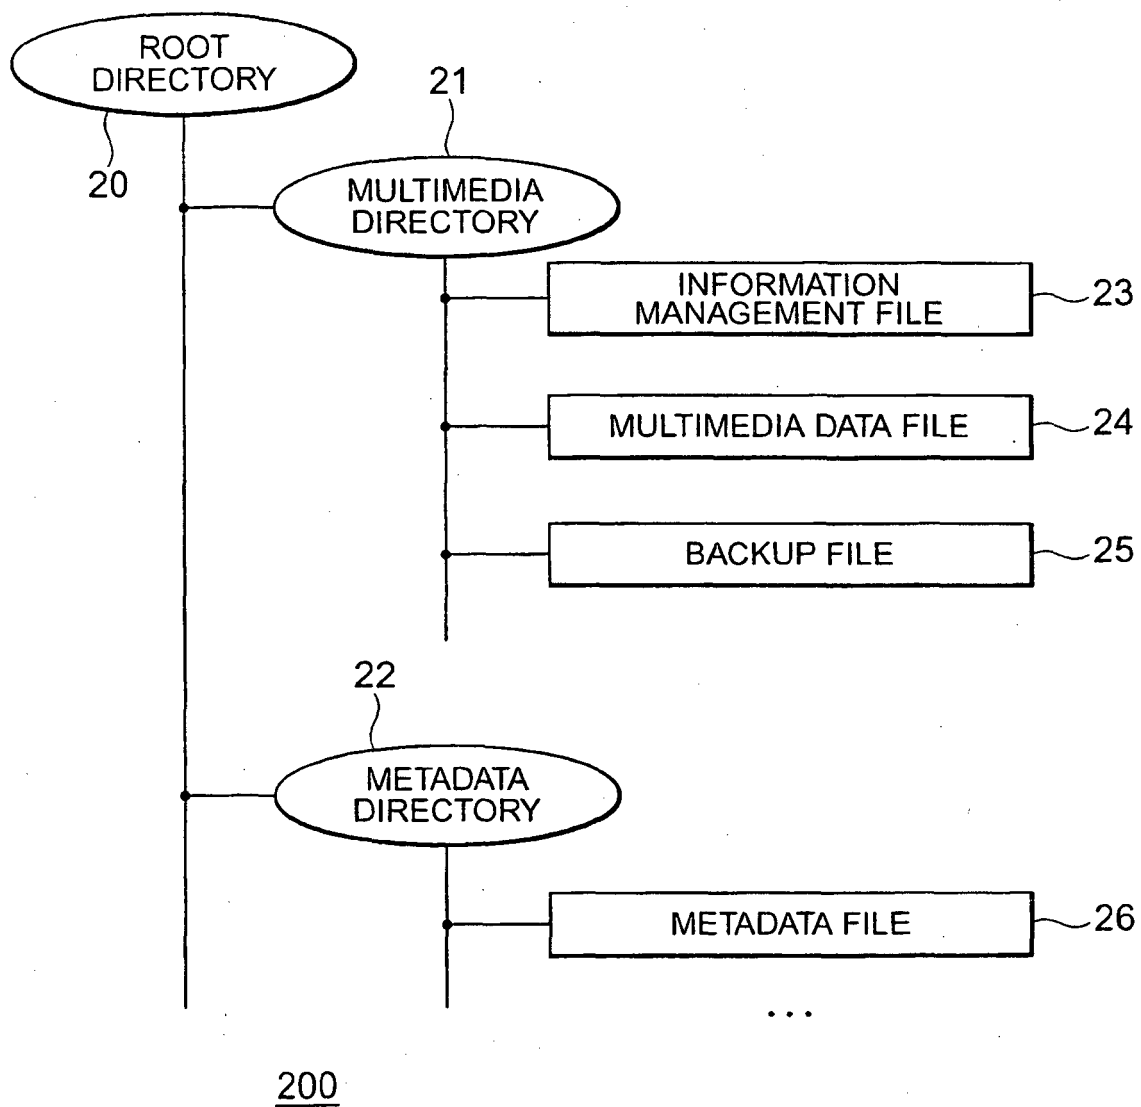 ROOT
DIRECTORY
20
21
MULTIMEDIA
DIRECTORY
INFORMATION
MANAGEMENT FILE
23
MULTIMEDIA DATA FILE
24
BACKUP FILE
25
22
METADATA
DIRECTORY
METADATA FILE
26
...
200